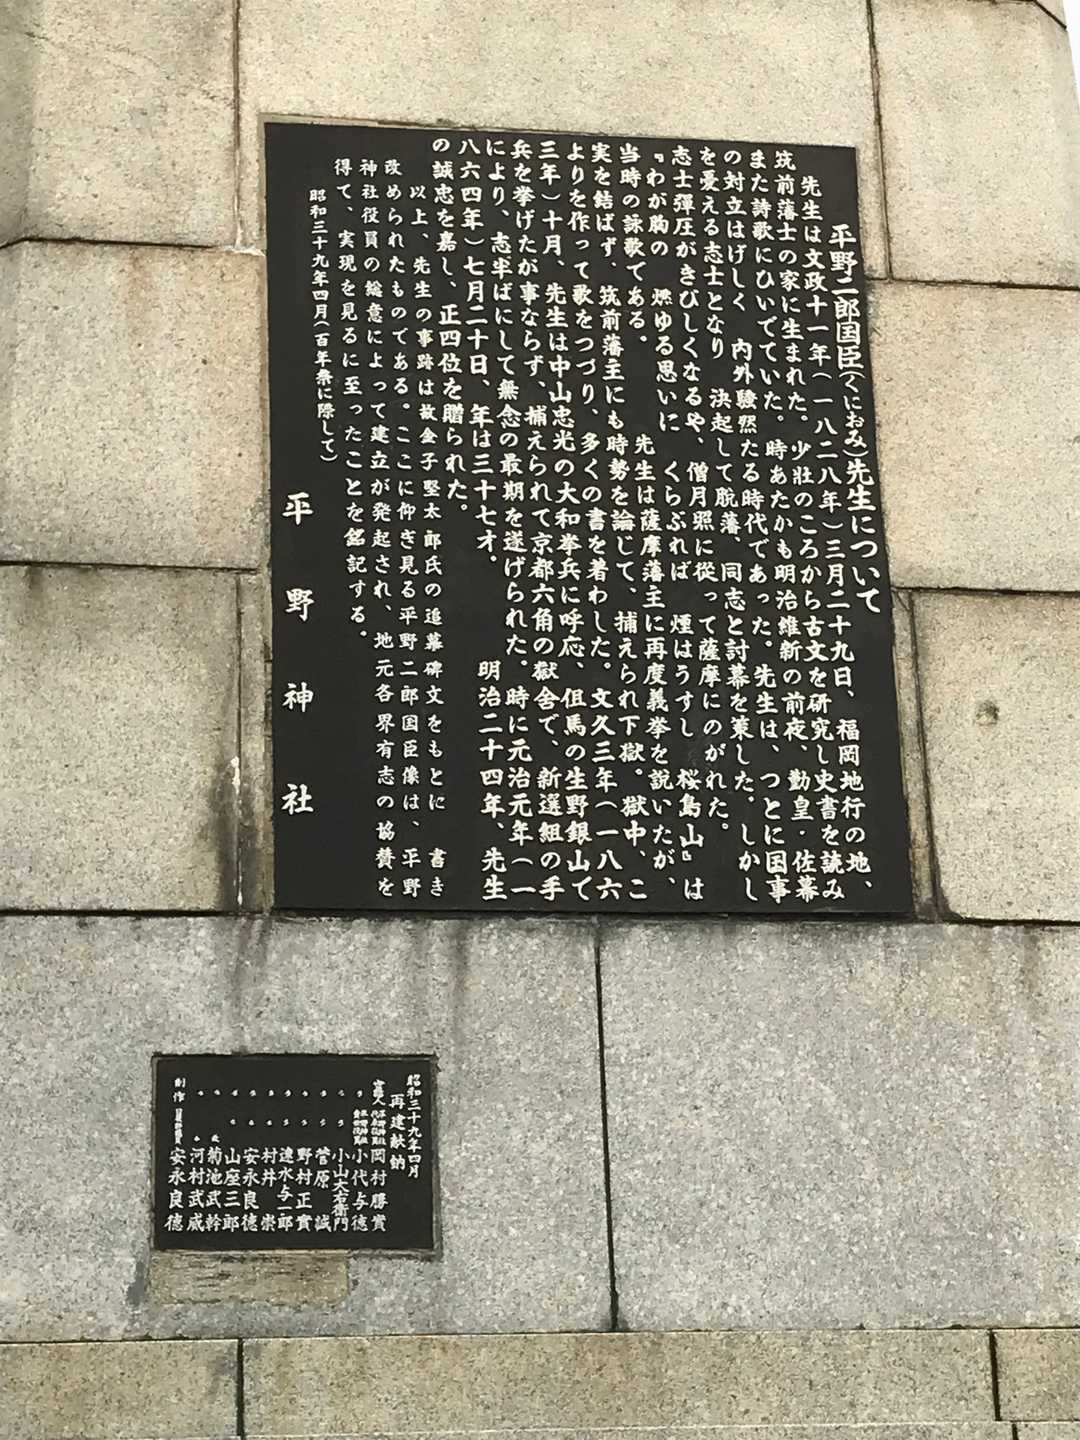 平野二郎国臣(くにおみ)先生について
先生は文政十一年(一八二八年)三月二十九日、福岡地行の地、
筑前藩士の家に生まれた。少壮のころから古文を研究し史書を読み
また詩歌にひいでていた。時あたかも明治維新の前夜、勤皇・佐幕
の対立はげしく 内外騒然たる時代であった。先生は、つとに国事
を憂える志士となり 決起して脱藩、同志と討幕を策した。しかし
志士弾圧がきびしくなるや、僧月照に従って薩摩にのがれた。
『わが胸の 燃ゆる思いに くらぶれば 煙はうすし 桜島山』は
当時の詠歌である。 先生は薩摩藩主に再度義挙を説いたが、
実を結ばず、筑前藩主にも時勢を論じて、捕えられ下獄。獄中、こ
よりを作って歌をつづり、多くの書を着わした。文久三年(一八六
三年)十月、先生は中山忠光の大和挙兵に呼応、但馬の生野銀山で
兵を挙げたが事ならず、捕えられて京都六角の獄舎で、新選組の手
により、志半ばにして無念の最期を遂げられた。時に元治元年(一
八六四年)七月二十日、年は三十七才。 明治二十四年、先生
の誠忠を嘉し、正四位を贈られた。
以上、先生の事跡は故金子堅太郎氏の追慕碑文をもとに 書き
改められたものである。ここに仰ぎ見る平野二郎国臣像は、平野
神社役員の総意によって建立が発起され、地元各界有志の協賛を
得て、実現を見るに至ったことを銘記する。
昭和三十九年四月(百年祭に際して)
平野神社
昭和三十九年四月
再建献納
岡村勝實
小代与德
小山大右衛門
菅原誠
野村正實
速水与一郎
村井崇
安永良徳
山座三郎
菊池武幹
河村武威
制作 安永良徳